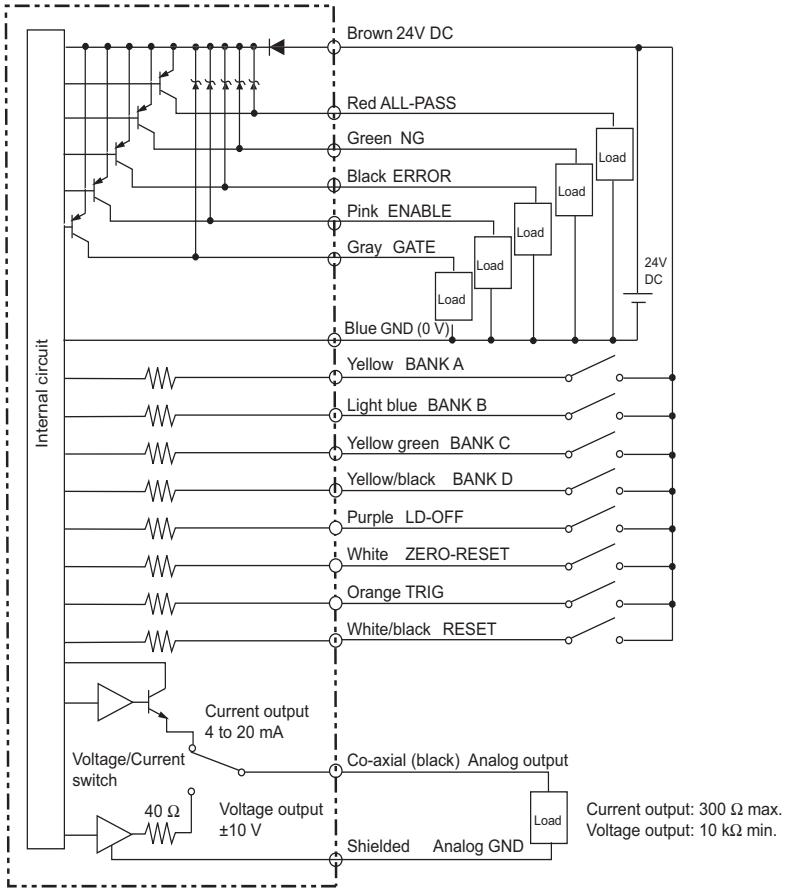 Brown 24V DC
Red ALL-PASS
Green NG
Black ERROR
Pink ENABLE
Gray GATE
Load
Load
Load
Load
Load
24V
DC
Blue GND (0 V)
Internal circuit
Yellow BANK A
Light blue BANK B
Yellow green BANK C
Yellow/black BANK D
Purple LD-OFF
White ZERO-RESET
Orange TRIG
White/black RESET
Current output
4 to 20 mA
Voltage/Current
switch
Co-axial (black) Analog output
40 Ω
Voltage output
±10 V
Load
Current output: 300 Ω max.
Voltage output: 10 kΩ min.
Shielded Analog GND